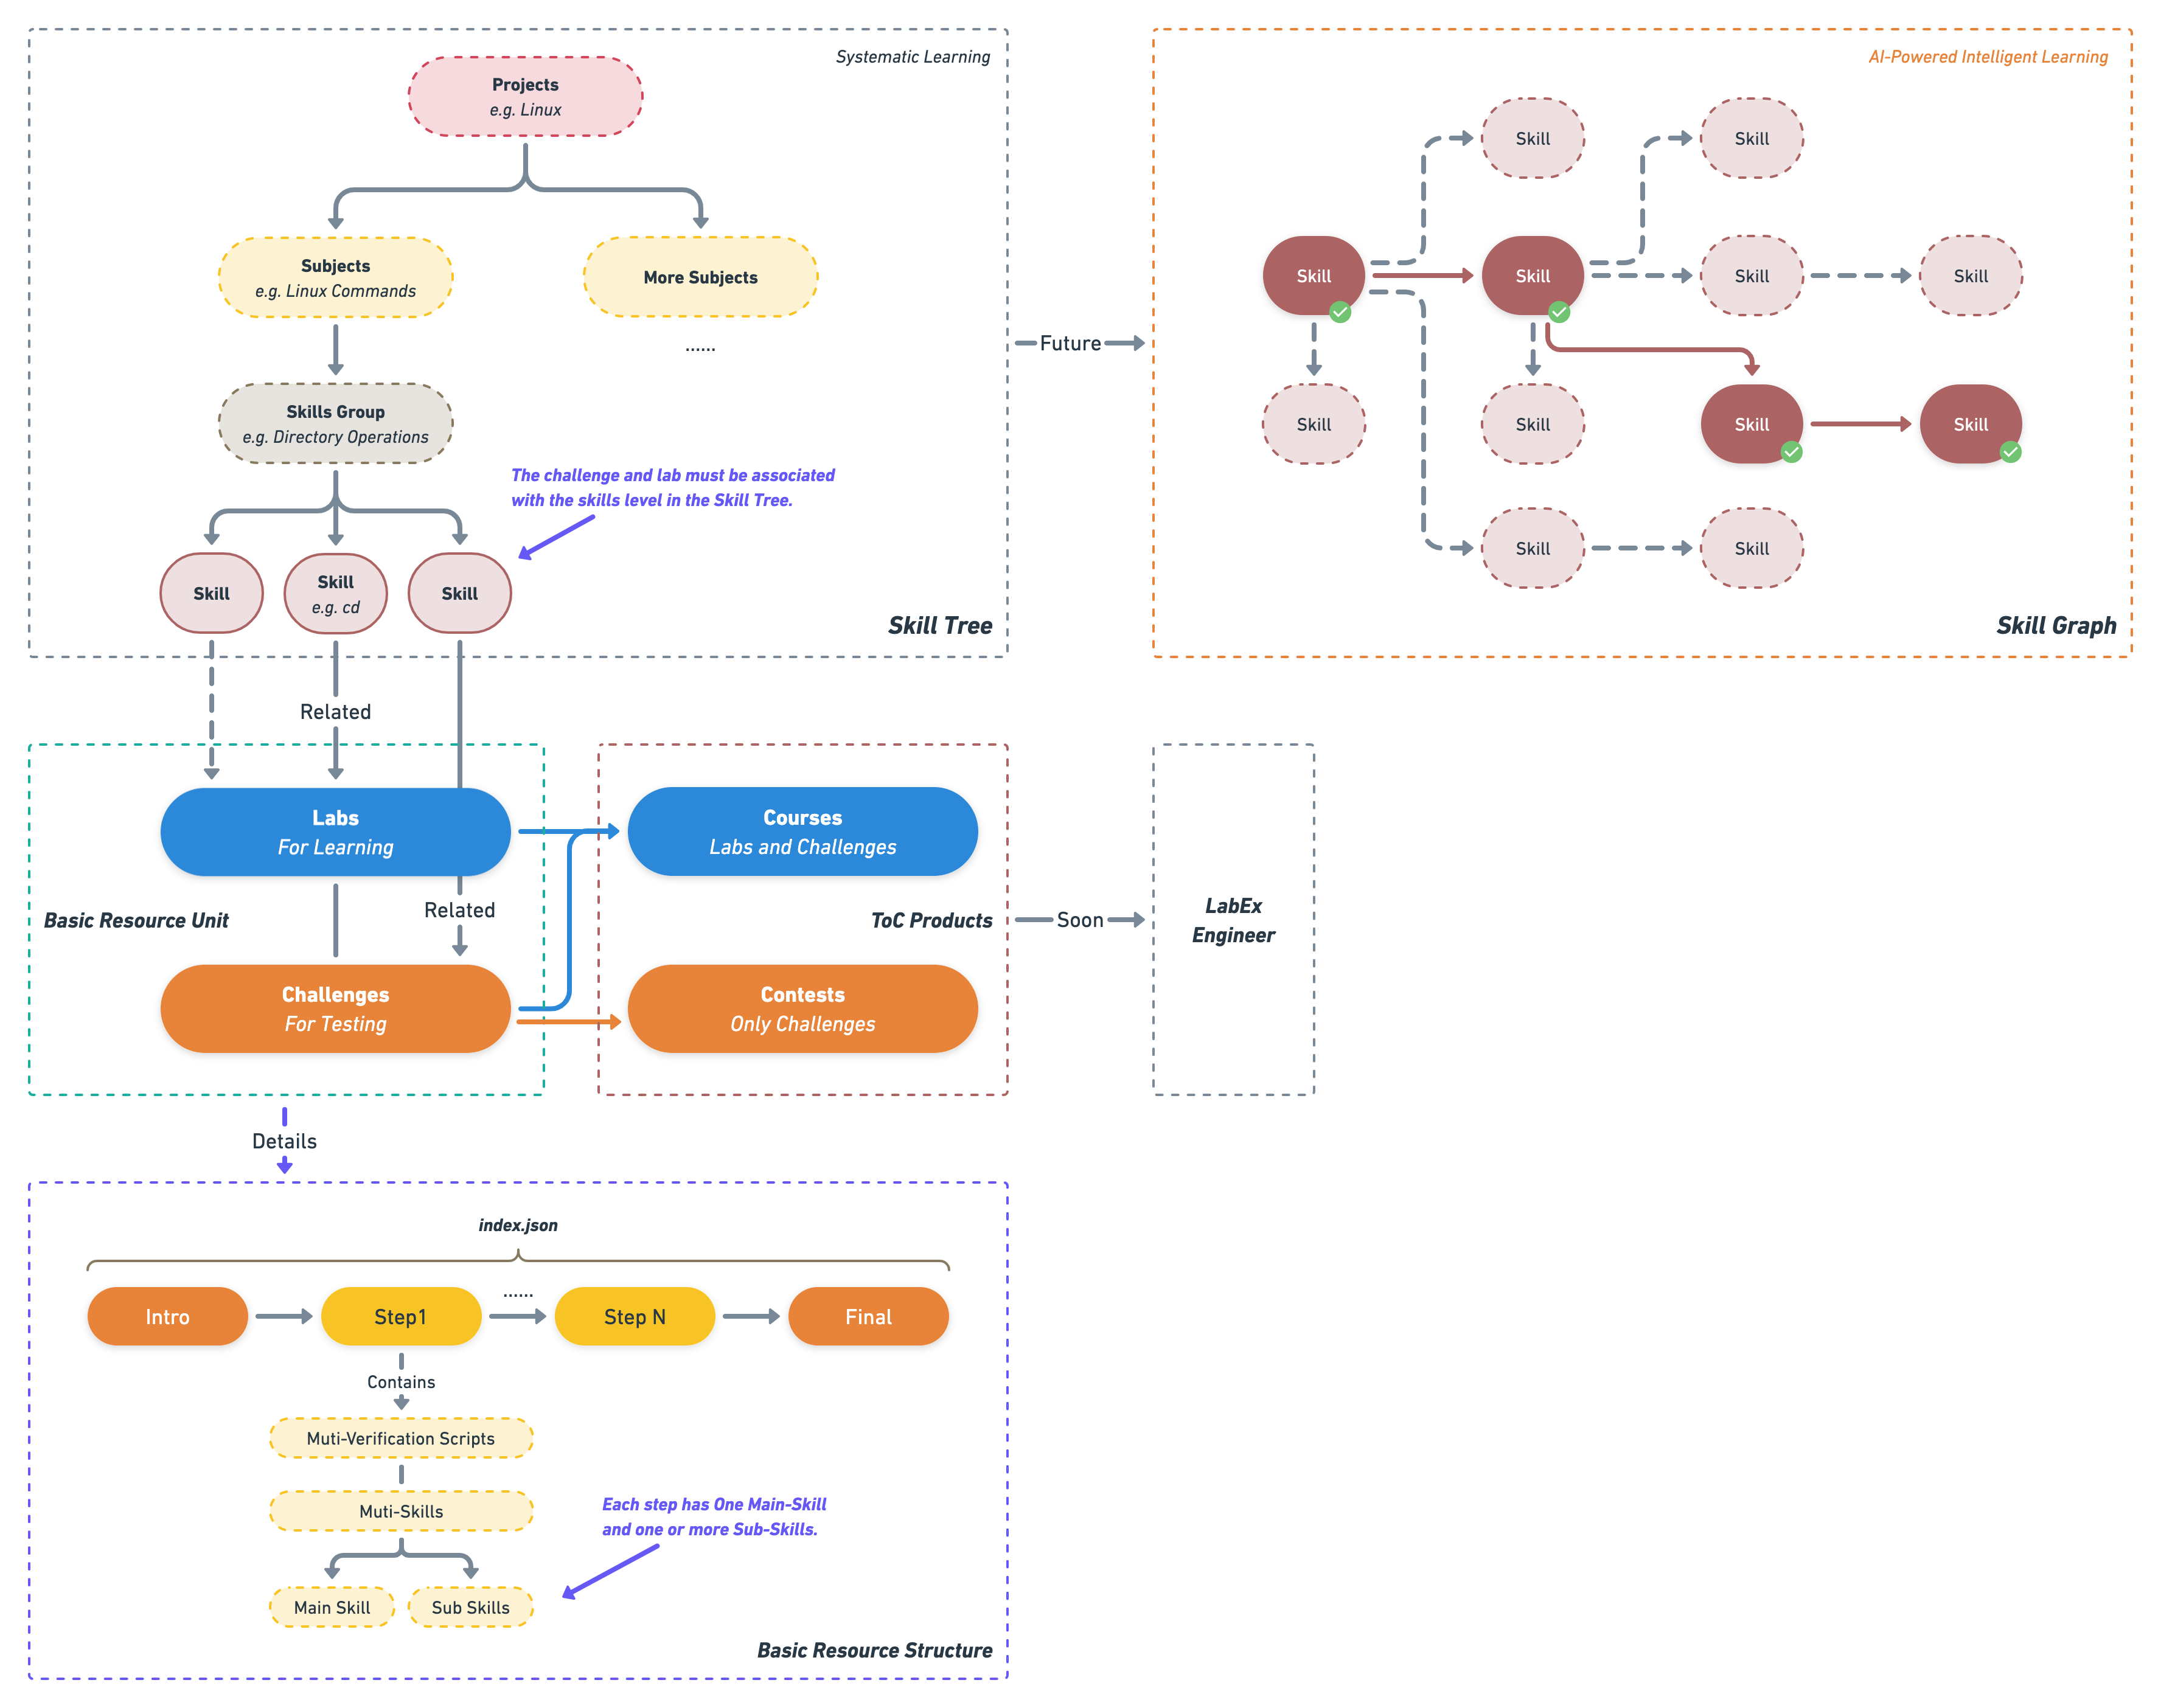 Systematic Learning
Projects
e.g. Linux
Subjects
e.g. Linux Commands
More Subjects
......
Skills Group
e.g. Directory Operations
The challenge and lab must be associated
with the skills level in the Skill Tree.
Skill
Skill
e.g. cd
Skill
Skill Tree
Future
AI-Powered Intelligent Learning
Skill
Skill
Skill
Skill
Skill
Skill
Skill
Skill
Skill
Skill
Skill
Skill
Skill Graph
Related
Labs
For Learning
Basic Resource Unit
Related
Challenges
For Testing
Courses
Labs and Challenges
ToC Products
Contests
Only Challenges
Soon
LabEx
Engineer
Details
index.json
Intro
Step1
......
Step N
Final
Contains
Muti-Verification Scripts
Muti-Skills
Each step has One Main-Skill
and one or more Sub-Skills.
Main Skill
Sub Skills
Basic Resource Structure